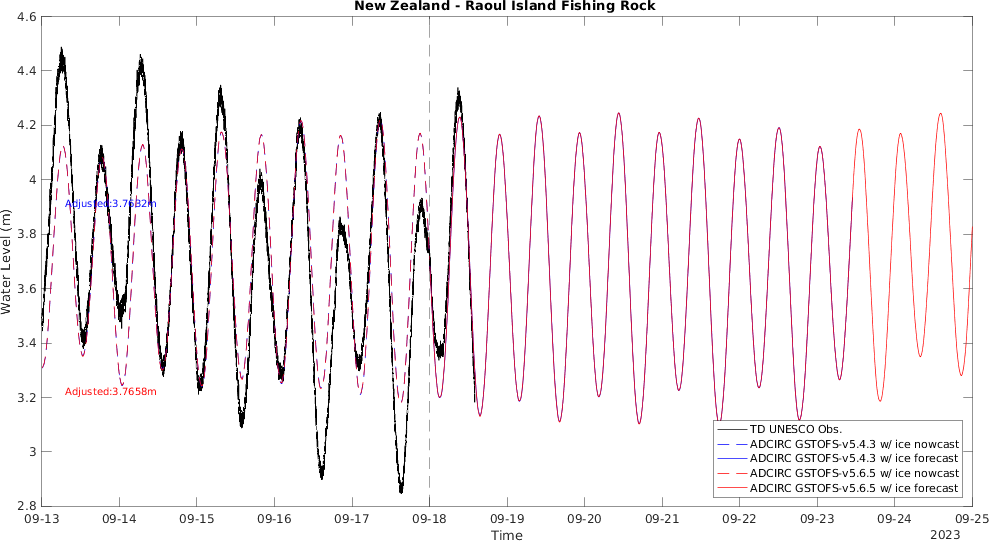 New Zealand - Raoul Island Fishing Rock
4.6
4.4
4.2
4
3.8
3.6
3.4
3.2
3
2.8
Water Level (m)
Adjusted:3.7632m
Adjusted:3.7658m
TD UNESCO Obs.
ADCIRC GSTOFS-v5.4.3 w/ ice nowcast
ADCIRC GSTOFS-v5.4.3 w/ ice forecast
ADCIRC GSTOFS-v5.6.5 w/ ice nowcast
ADCIRC GSTOFS-v5.6.5 w/ ice forecast
09-13 09-14 09-15 09-16 09-17 09-18 09-19 09-20 09-21 09-22 09-23 09-24 09-25
Time
2023